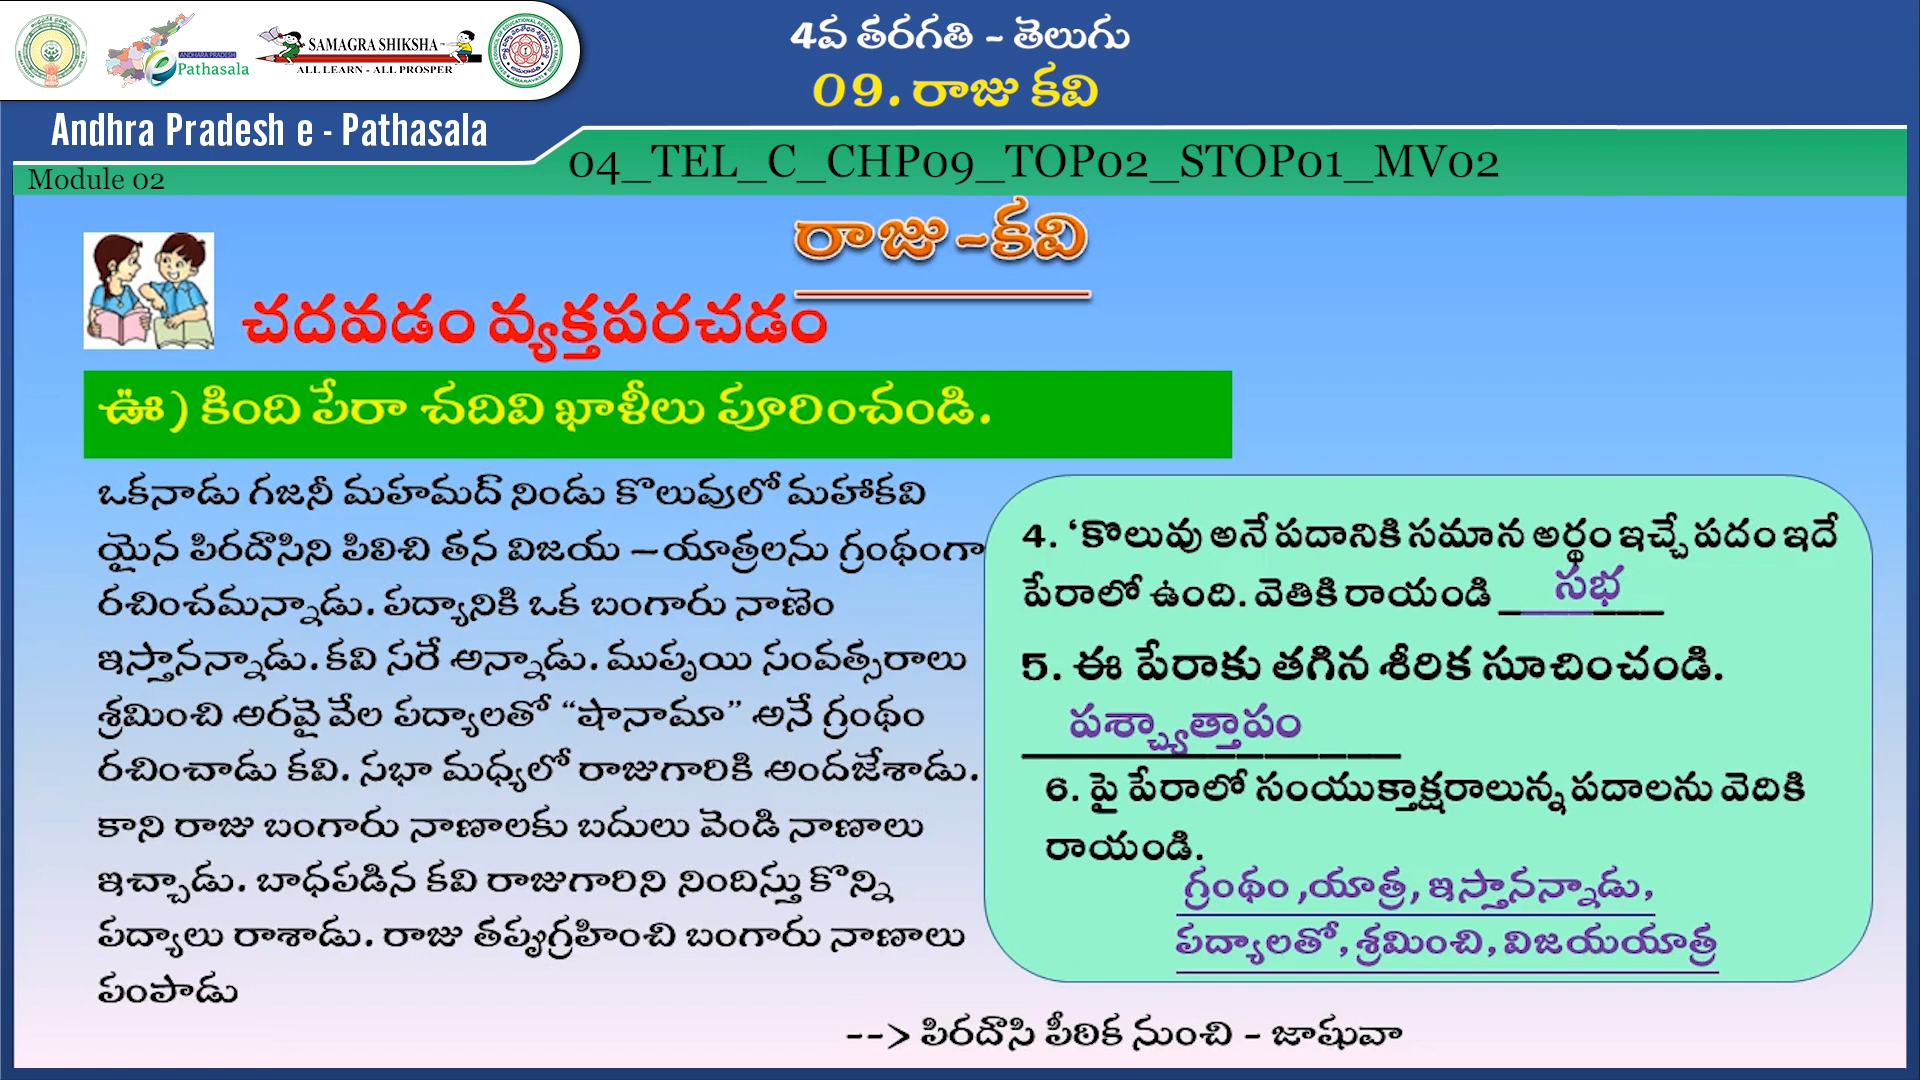 ANDHRA PRADESH
e Pathasala
SAMAGRA SHIKSHA
ALL LEARN - ALL PROSPER
4వ తరగతి - తెలుగు
09. రాజు కవి
Andhra Pradesh e - Pathasala
Module 02
04_TEL_C_CHP09_TOP02_STOP01_MV02
రాజు -కవి
చదవడం వ్యక్తపరచడం
ఊ) కింది పేరా చదివి ఖాళీలు పూరించండి.
ఒకనాడు గజనీ మహమద్ నిండు కొలువులో మహాకవి
యైన పిరదౌసిని పిలిచి తన విజయ –యాత్రలను గ్రంథంగా
రచించమన్నాడు. పద్యానికి ఒక బంగారు నాణెం
ఇస్తానన్నాడు. కవి సరే అన్నాడు. ముప్పయి సంవత్సరాలు
శ్రమించి అరవై వేల పద్యాలతో “షానామా” అనే గ్రంథం
రచించాడు కవి. సభా మధ్యలో రాజుగారికి అందజేశాడు.
కాని రాజు బంగారు నాణాలకు బదులు వెండి నాణాలు
ఇచ్చాడు. బాధపడిన కవి రాజుగారిని నిందిస్తు కొన్ని
పద్యాలు రాశాడు. రాజు తప్పుగ్రహించి బంగారు నాణాలు
పంపాడు
4. ‘కొలువు అనే పదానికి సమాన అర్థం ఇచ్చే పదం ఇదే
పేరాలో ఉంది. వెతికి రాయండి _ సభ _
5. ఈ పేరాకు తగిన శీరిక సూచించండి.
పశ్చ్యాత్తాపం
6. పై పేరాలో సంయుక్తాక్షరాలున్న పదాలను వెదికి
రాయండి.
గ్రంథం ,యాత్ర, ఇస్తానన్నాడు,
పద్యాలతో, శ్రమించి, విజయయాత్ర
--> పిరదౌసి పీఠిక నుంచి - జాషువా